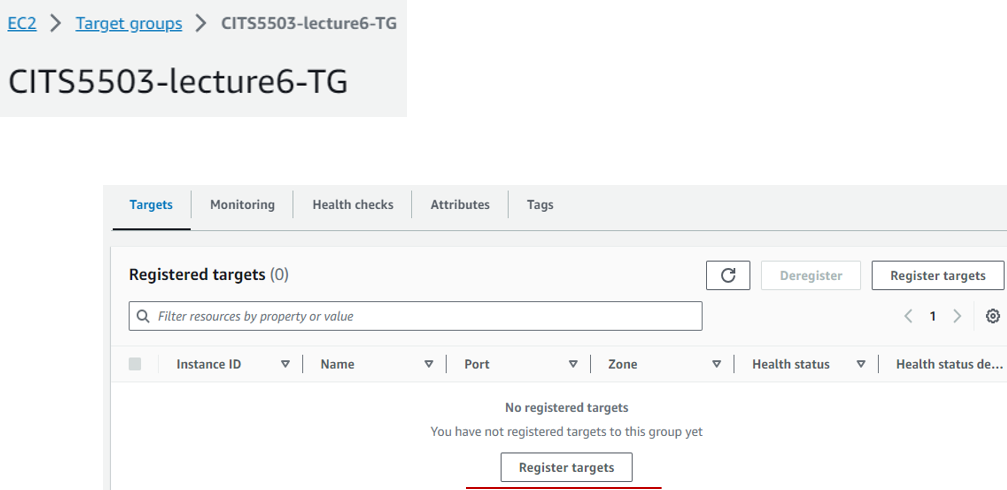 EC2 > Target groups > CITS5503-lecture6-TG
CITS5503-lecture6-TG
Targets Monitoring Health checks Attributes Tags
Registered targets (0) Deregister Register targets
Filter resources by property or value 1
Instance ID Name Port Zone Health status Health status de...
No registered targets
You have not registered targets to this group yet
Register targets